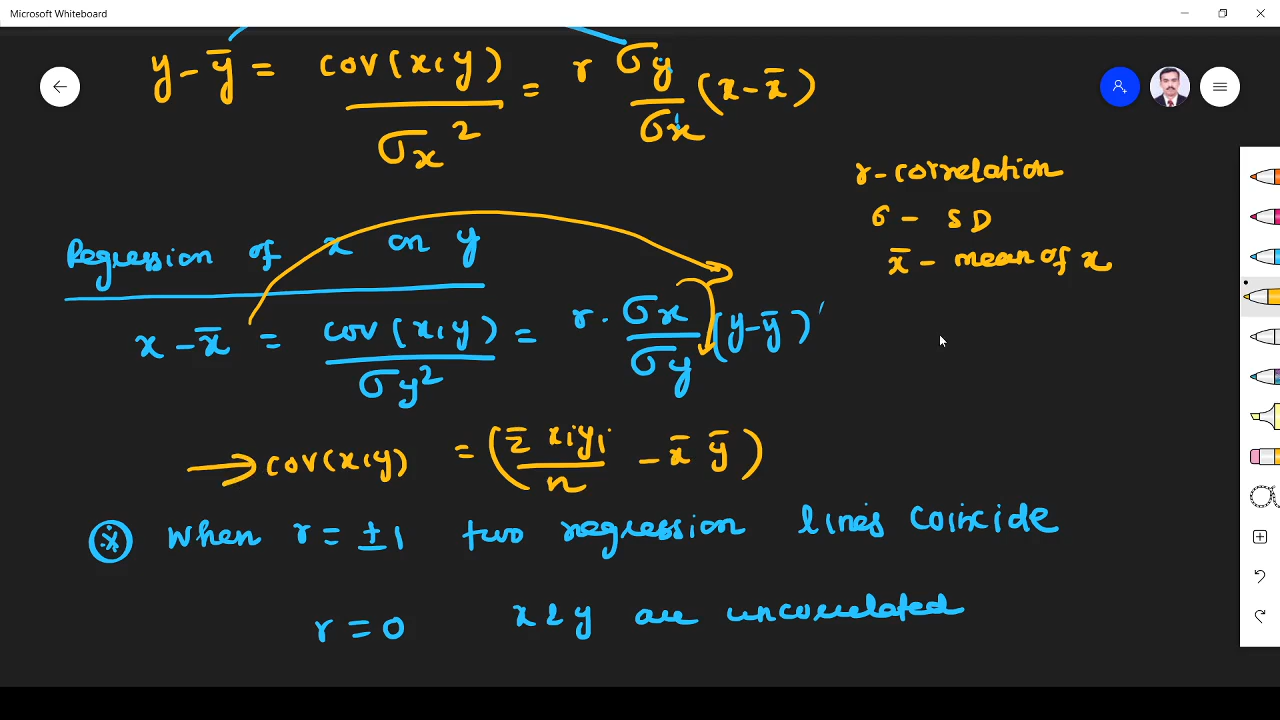 Microsoft Whiteboard
y - ȳ = cov(x,y) / σx² = r σy / σx (x - x̄)
r - correlation
σ - SD
x̄ - mean of x
Regression of x on y
x - x̄ = cov(x,y) / σy² = r · σx / σy (y - ȳ)
→ cov(x,y) = (Σ xiyi / n - x̄ ȳ)
* When r = ±1 two regression lines coincide
r = 0 x & y are uncorrelated